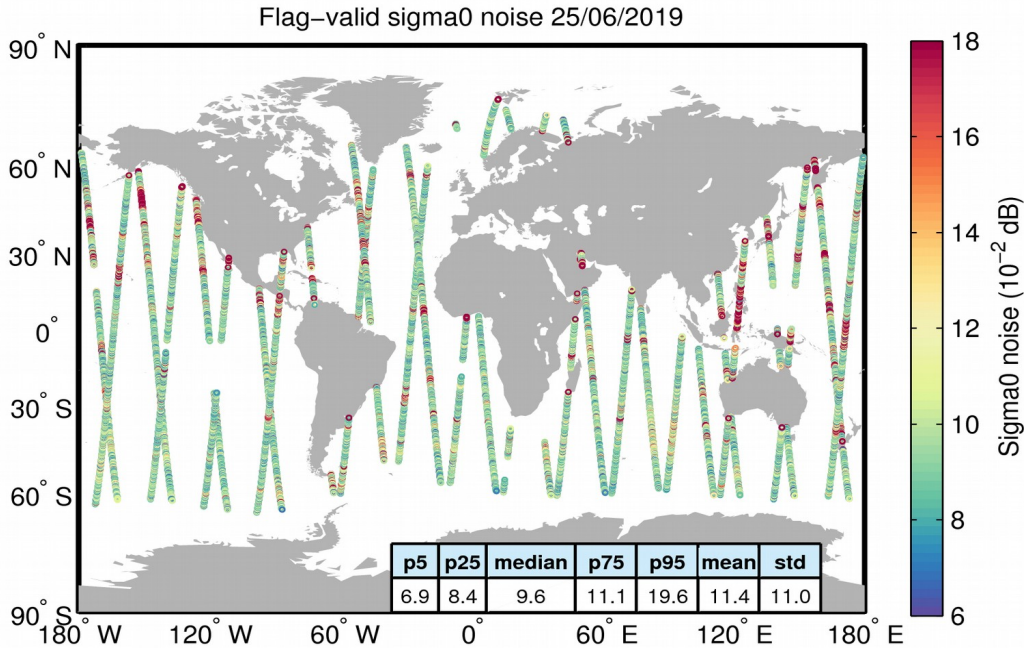 Flag−valid sigma0 noise 25/06/2019
90° N
60° N
30° N
0°
30° S
60° S
90° S
180° W 120° W 60° W 0° 60° E 120° E 180° E
p5 p25 median p75 p95 mean std
6.9 8.4 9.6 11.1 19.6 11.4 11.0
18
16
14
12
10
8
6
Sigma0 noise (10⁻² dB)